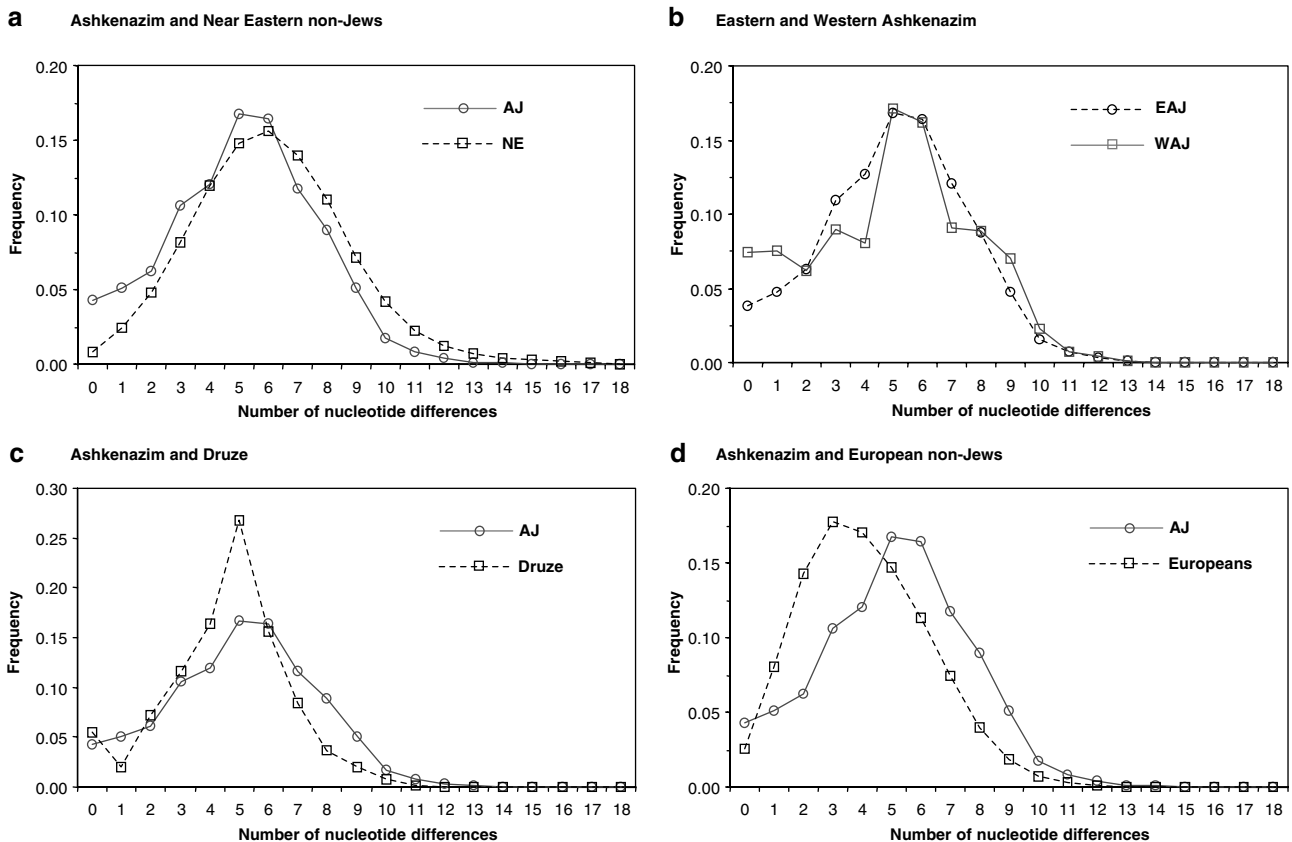 a Ashkenazim and Near Eastern non-Jews
0.20
0.15
0.10
0.05
0.00
Frequency
AJ
NE
0 1 2 3 4 5 6 7 8 9 10 11 12 13 14 15 16 17 18
Number of nucleotide differences
b Eastern and Western Ashkenazim
0.20
0.15
0.10
0.05
0.00
Frequency
EAJ
WAJ
0 1 2 3 4 5 6 7 8 9 10 11 12 13 14 15 16 17 18
Number of nucleotide differences
c Ashkenazim and Druze
0.30
0.25
0.20
0.15
0.10
0.05
0.00
Frequency
AJ
Druze
0 1 2 3 4 5 6 7 8 9 10 11 12 13 14 15 16 17 18
Number of nucleotide differences
d Ashkenazim and European non-Jews
0.20
0.15
0.10
0.05
0.00
Frequency
AJ
Europeans
0 1 2 3 4 5 6 7 8 9 10 11 12 13 14 15 16 17 18
Number of nucleotide differences